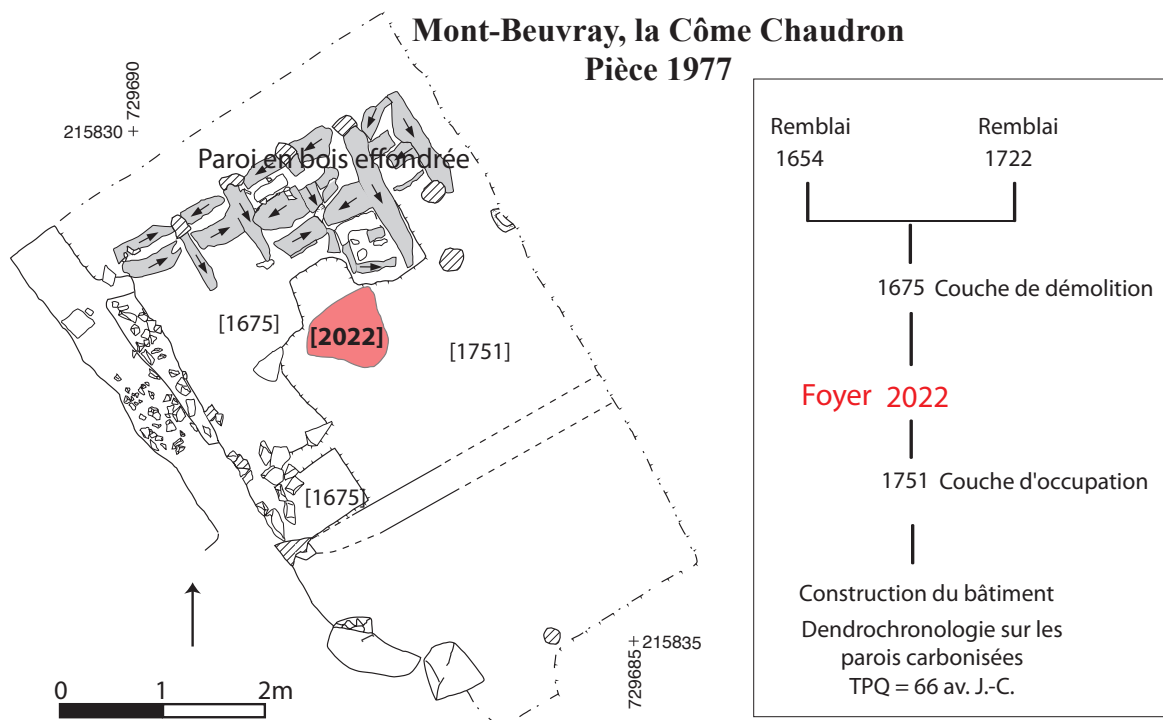 Mont-Beuvray, la Côme Chaudron
Pièce 1977
729690
215830 +
Paroi en bois effondrée
[1675]
[2022]
[1751]
[1675]
729685 + 215835
0 1 2m
Remblai
1654
Remblai
1722
1675 Couche de démolition
Foyer 2022
1751 Couche d'occupation
Construction du bâtiment
Dendrochronologie sur les
parois carbonisées
TPQ = 66 av. J.-C.